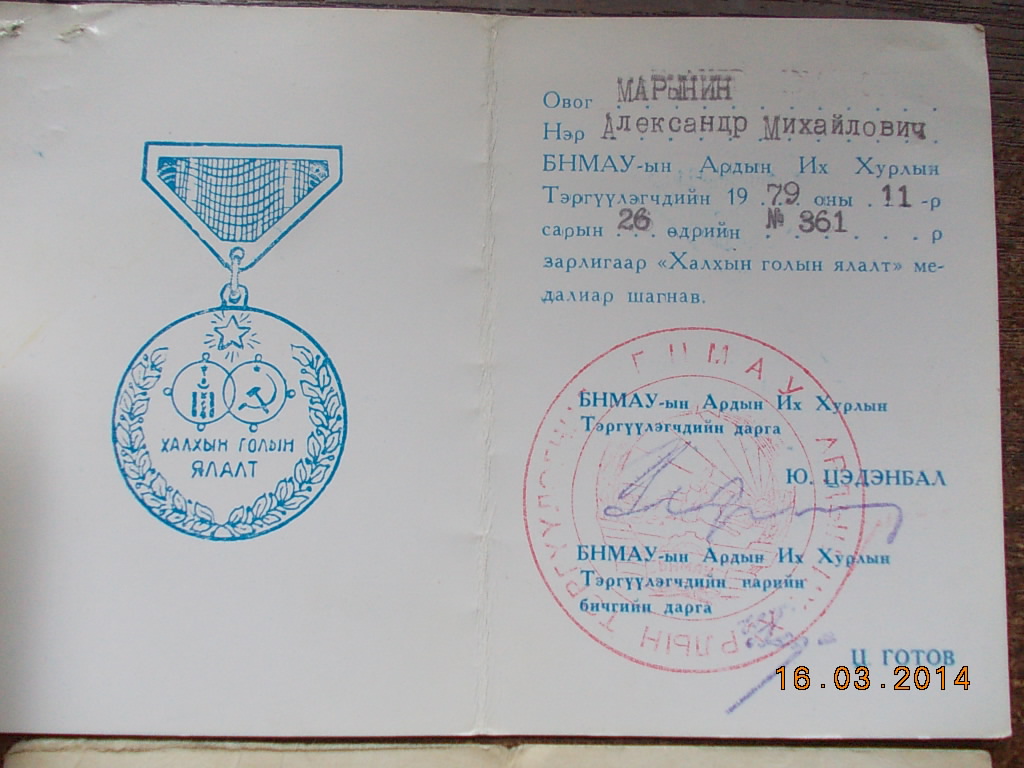 ХАЛХЫН ГОЛЫН
ЯЛАЛТ
Овог МАРЫНИН
Нэр Александр Михайлович
БНМАУ-ын Ардын Их Хурлын
Тэргүүлэгчдийн 19 79 оны 11-р
сарын 26 өдрийн № 361 р
зарлигаар «Халхын голын ялалт» ме-
далиар шагнав.
БНМАУ-ын Ардын Их Хурлын
Тэргүүлэгчдийн дарга
Ю. ЦЭДЭНБАЛ
БНМАУ-ын Ардын Их Хурлын
Тэргүүлэгчдийн нарийн
бичгийн дарга
Ц. ГОТОВ
16.03.2014